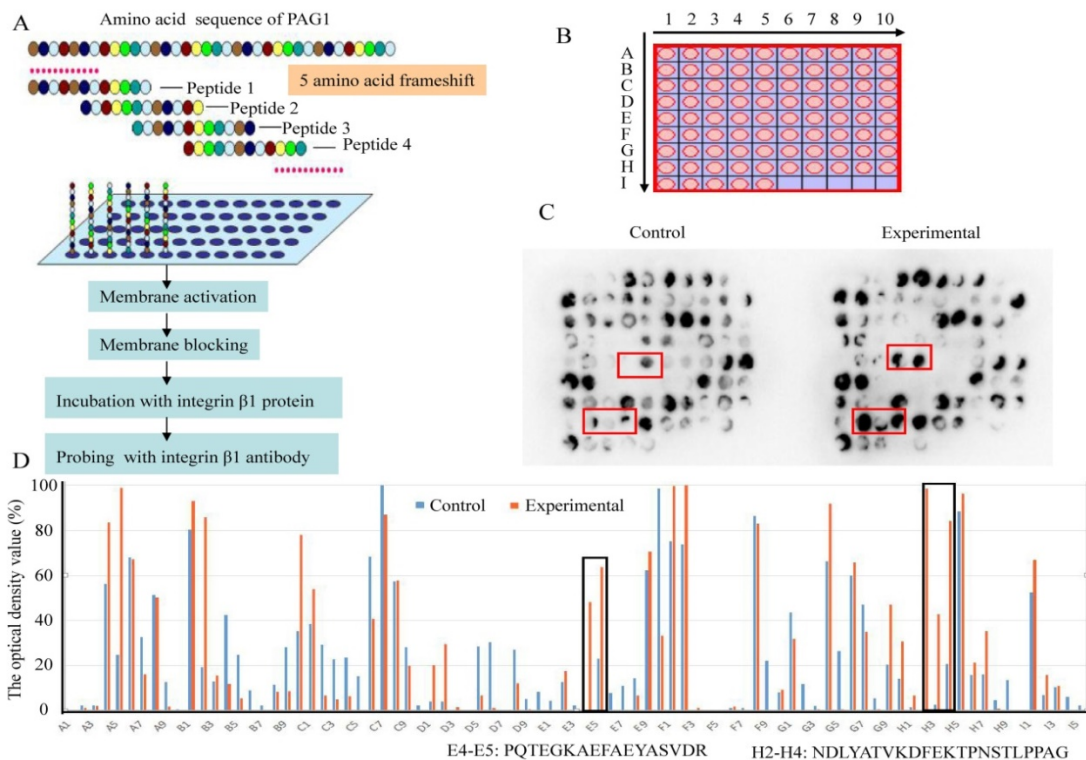 A
Amino acid sequence of PAG1
5 amino acid frameshift
Peptide 1
Peptide 2
Peptide 3
Peptide 4
Membrane activation
Membrane blocking
Incubation with integrin β1 protein
Probing with integrin β1 antibody
B
1 2 3 4 5 6 7 8 9 10
A
B
C
D
E
F
G
H
I
C
Control Experimental
D
The optical density value (%)
100
80
60
40
20
0
Control Experimental
A1 A3 A5 A7 A9 B1 B3 B5 B7 B9 C1 C3 C5 C7 C9 D1 D3 D5 D7 D9 E1 E3 E5 E7 E9 F1 F3 F5 F7 F9 G1 G3 G5 G7 G9 H1 H3 H5 H7 H9 I1 I3 I5
E4-E5: PQTEGKAEFAEYASVDR H2-H4: NDLYATVKDFEKTPNSTLPPAG